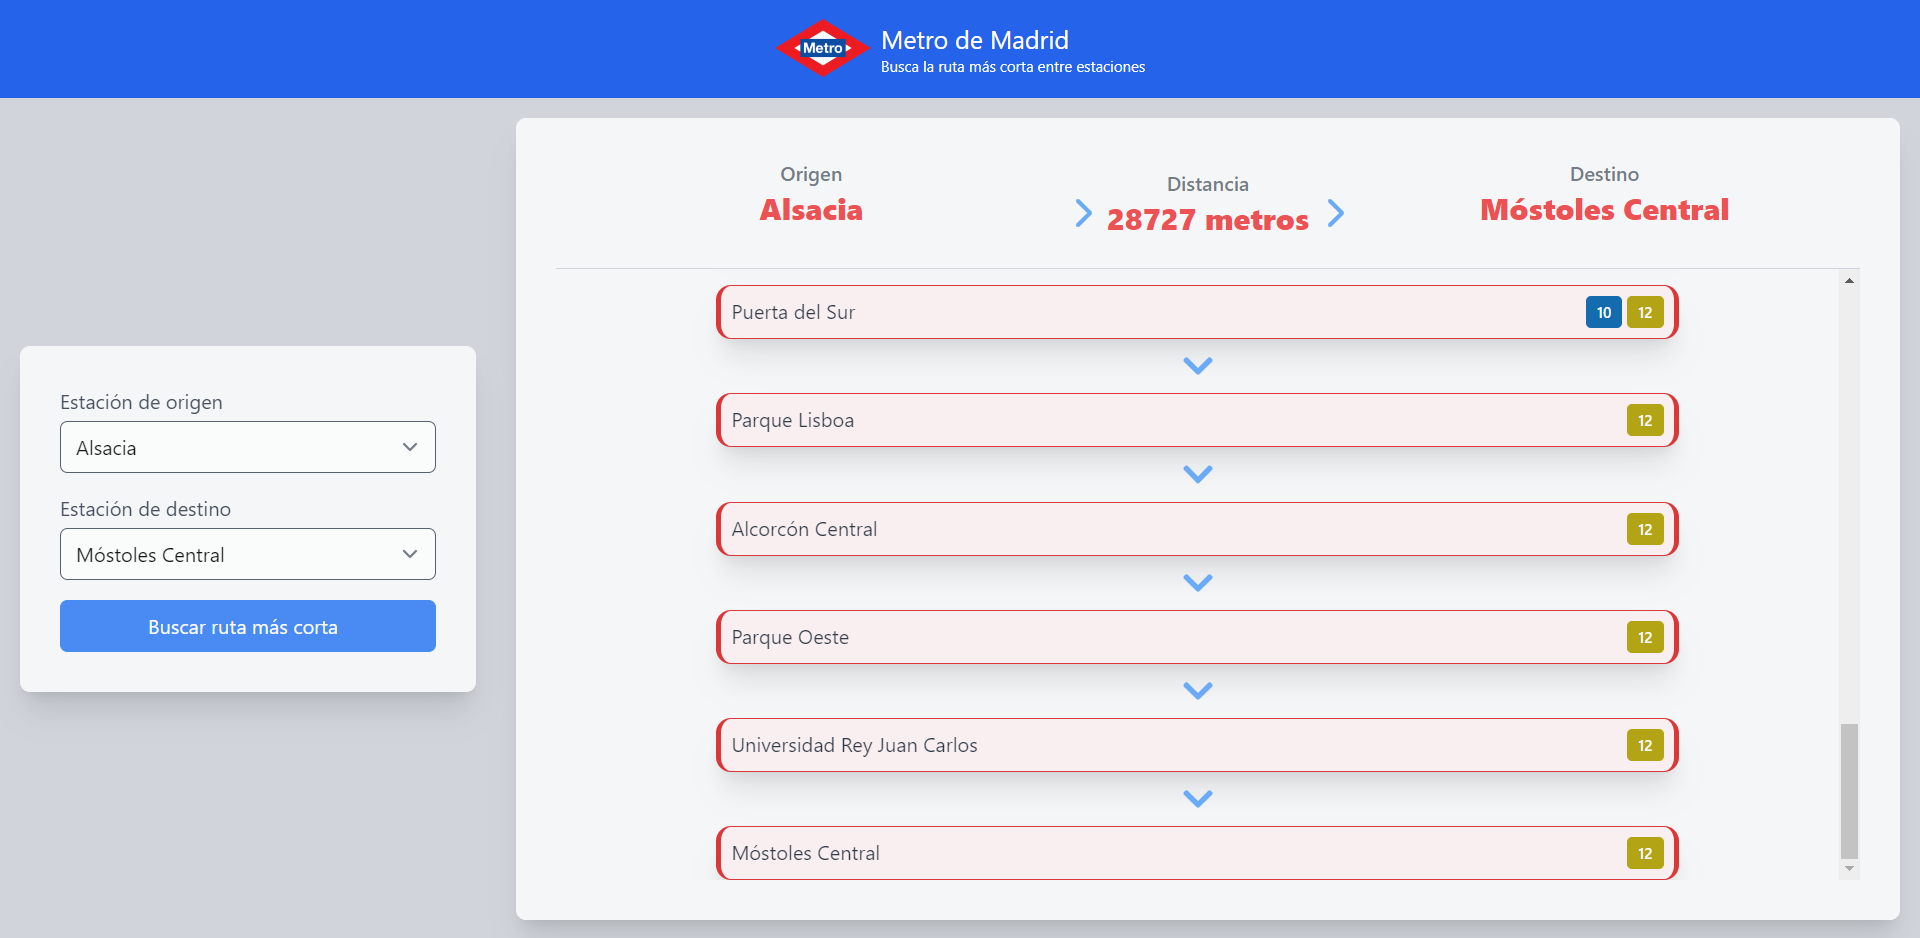 Metro
Metro de Madrid
Busca la ruta más corta entre estaciones
Estación de origen
Alsacia
Estación de destino
Móstoles Central
Buscar ruta más corta
Origen
Alsacia
Distancia
28727 metros
Destino
Móstoles Central
Puerta del Sur 10 12
Parque Lisboa 12
Alcorcón Central 12
Parque Oeste 12
Universidad Rey Juan Carlos 12
Móstoles Central 12